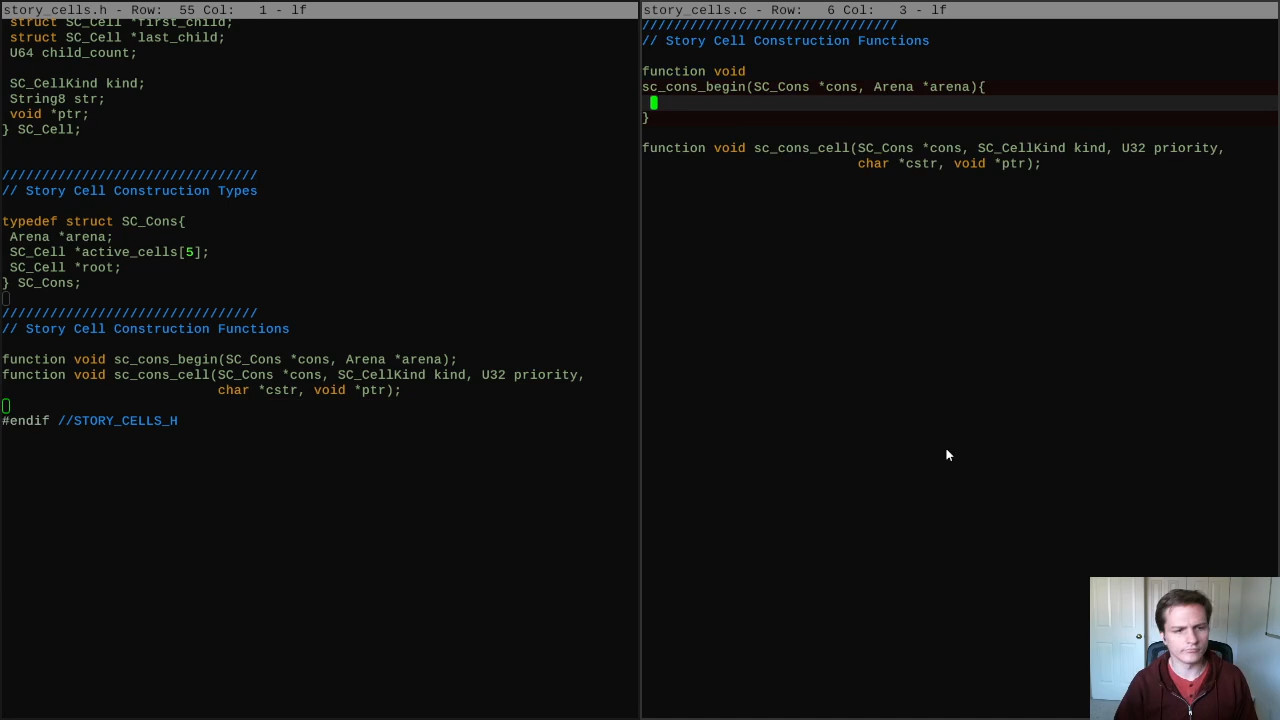 story_cells.h - Row:  55 Col:   1 - lf
 struct SC_Cell *first_child;
 struct SC_Cell *last_child;
 U64 child_count;
 SC_CellKind kind;
 String8 str;
 void *ptr;
} SC_Cell;
////////////////////////////////
// Story Cell Construction Types
typedef struct SC_Cons{
 Arena *arena;
 SC_Cell *active_cells[5];
 SC_Cell *root;
} SC_Cons;
////////////////////////////////
// Story Cell Construction Functions
function void sc_cons_begin(SC_Cons *cons, Arena *arena);
function void sc_cons_cell(SC_Cons *cons, SC_CellKind kind, U32 priority,
                           char *cstr, void *ptr);
#endif //STORY_CELLS_H
story_cells.c - Row:   6 Col:   3 - lf
////////////////////////////////
// Story Cell Construction Functions
function void
sc_cons_begin(SC_Cons *cons, Arena *arena){
}
function void sc_cons_cell(SC_Cons *cons, SC_CellKind kind, U32 priority,
                           char *cstr, void *ptr);